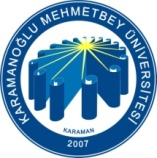 KARAMANOĞLU MEHMETBEY ÜNİVERSİTESİ
KARAMAN
2007